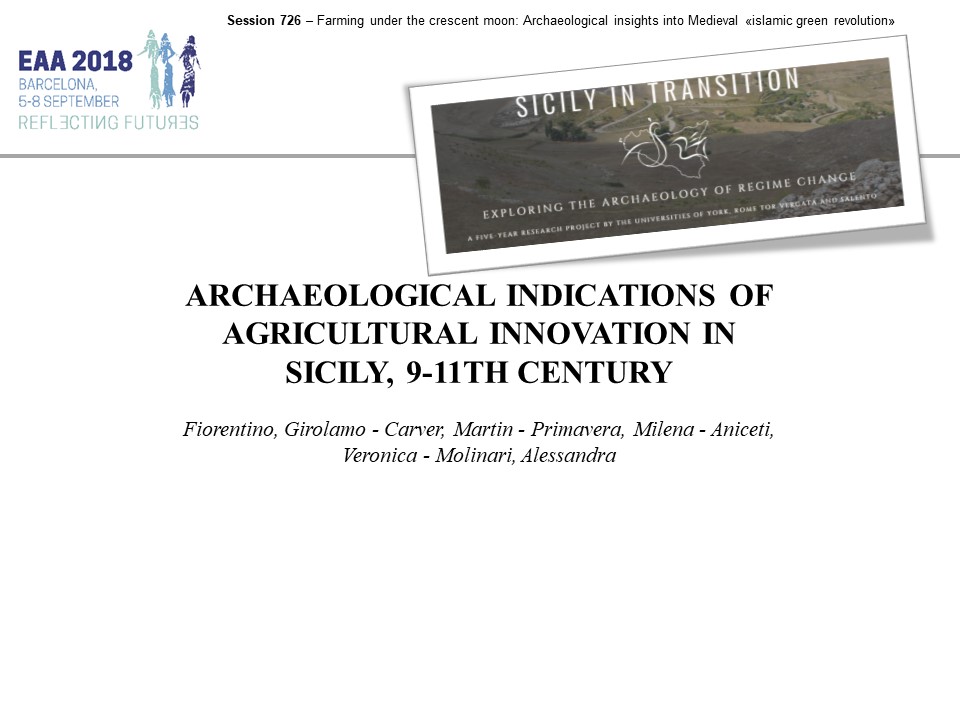 Session 726 – Farming under the crescent moon: Archaeological insights into Medieval «islamic green revolution»
EAA 2018
BARCELONA,
5-8 SEPTEMBER
REFLECTING FUTURES
SICILY IN TRANSITION
EXPLORING THE ARCHAEOLOGY OF REGIME CHANGE
A FIVE-YEAR RESEARCH PROJECT BY THE UNIVERSITIES OF YORK, ROME TOR VERGATA AND SALENTO
ARCHAEOLOGICAL INDICATIONS OF
AGRICULTURAL INNOVATION IN
SICILY, 9-11TH CENTURY
Fiorentino, Girolamo - Carver, Martin - Primavera, Milena - Aniceti,
Veronica - Molinari, Alessandra